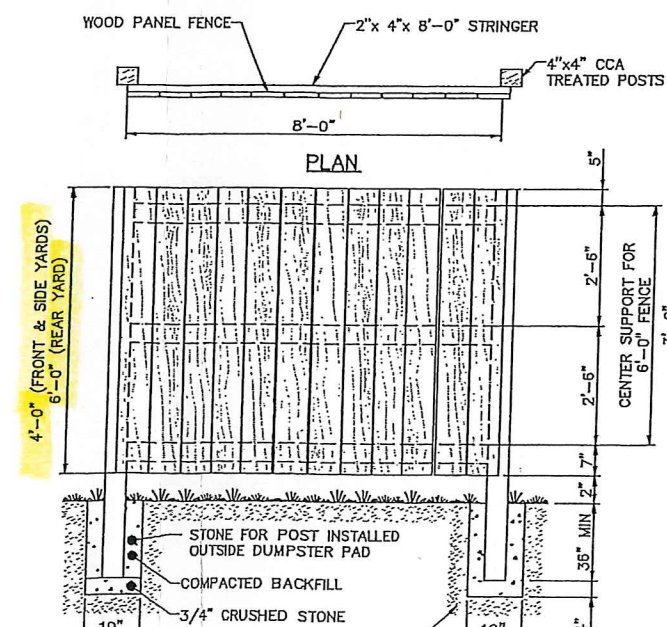 WOOD PANEL FENCE
2"x 4"x 8'-0" STRINGER
4"x4" CCA
TREATED POSTS
8'-0"
PLAN
5"
4'-0" (FRONT & SIDE YARDS)
6'-0" (REAR YARD)
2'-6"
2'-6"
CENTER SUPPORT FOR
6'-0" FENCE
7"
2"
36" MIN
STONE FOR POST INSTALLED
OUTSIDE DUMPSTER PAD
COMPACTED BACKFILL
3/4" CRUSHED STONE